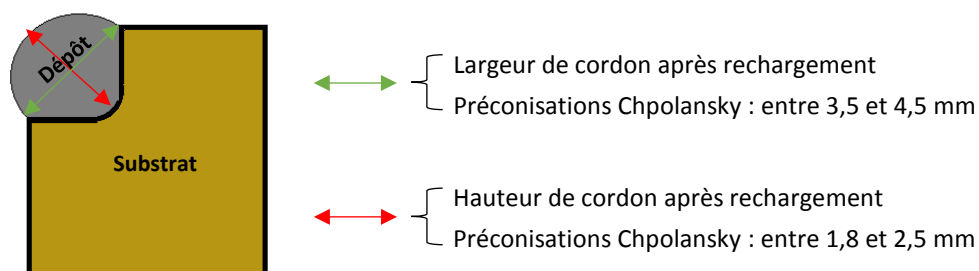 Dépôt
Substrat
Largeur de cordon après rechargement
Préconisations Chpolansky : entre 3,5 et 4,5 mm
Hauteur de cordon après rechargement
Préconisations Chpolansky : entre 1,8 et 2,5 mm